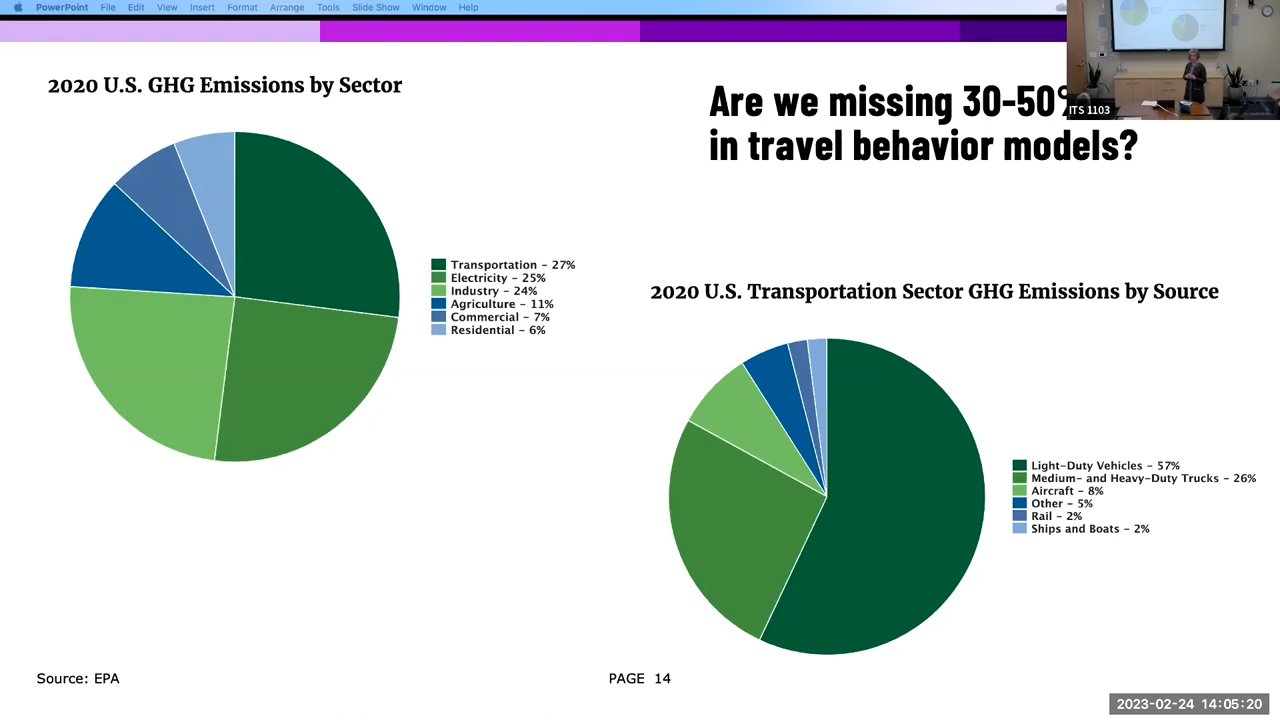 PowerPoint File Edit View Insert Format Arrange Tools Slide Show Window Help
2020 U.S. GHG Emissions by Sector
Transportation – 27%
Electricity – 25%
Industry – 24%
Agriculture – 11%
Commercial – 7%
Residential – 6%
Are we missing 30-50%
in travel behavior models?
ITS 1103
2020 U.S. Transportation Sector GHG Emissions by Source
Light-Duty Vehicles – 57%
Medium- and Heavy-Duty Trucks – 26%
Aircraft – 8%
Other – 5%
Rail – 2%
Ships and Boats – 2%
Source: EPA
PAGE 14
2023-02-24 14:05:20